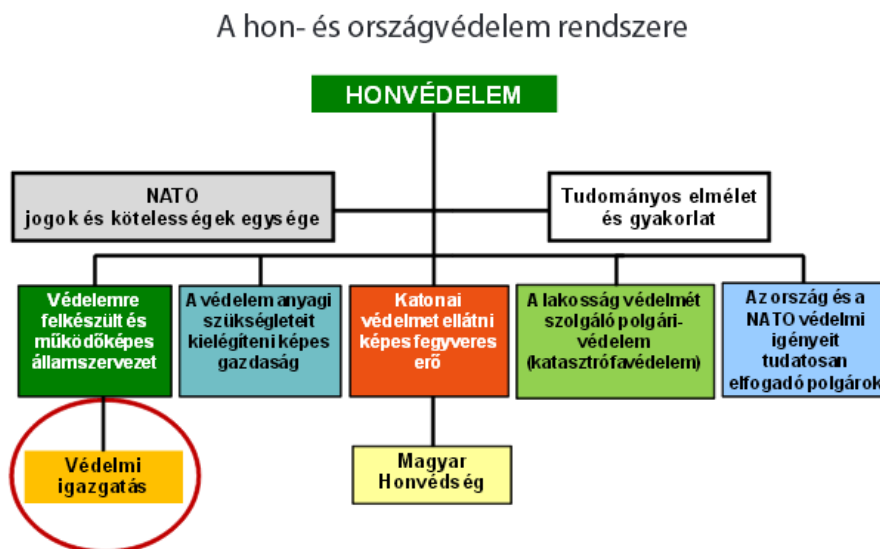 A hon- és országvédelem rendszere
HONVÉDELEM
NATO
jogok és kötelességek egysége
Tudományos elmélet
és gyakorlat
Védelemre
felkészült és
működőképes
államszervezet
A védelem anyagi
szükségleteit
kielégíteni képes
gazdaság
Katonai
védelmet ellátni
képes fegyveres
erő
A lakosság védelmét
szolgáló polgári-
védelem
(katasztrófavédelem)
Az ország és a
NATO védelmi
igényeit
tudatosan
elfogadó polgárok
Védelmi
igazgatás
Magyar
Honvédség